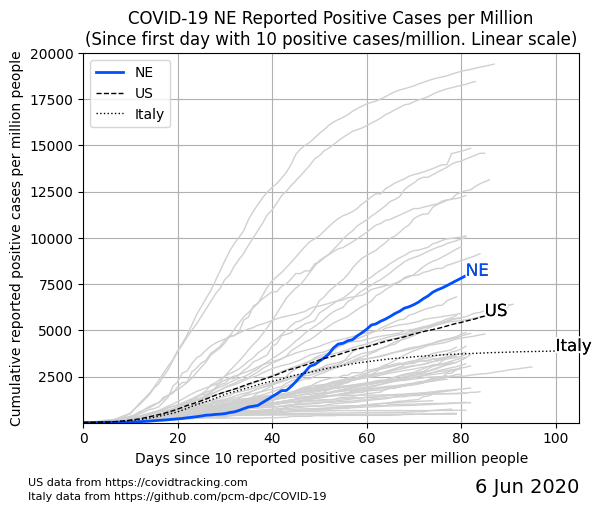 COVID-19 NE Reported Positive Cases per Million
(Since first day with 10 positive cases/million. Linear scale)
Cumulative reported positive cases per million people
20000
17500
15000
12500
10000
7500
5000
2500
NE
US
Italy
NE
US
Italy
0
20
40
60
80
100
Days since 10 reported positive cases per million people
US data from https://covidtracking.com
Italy data from https://github.com/pcm-dpc/COVID-19
6 Jun 2020